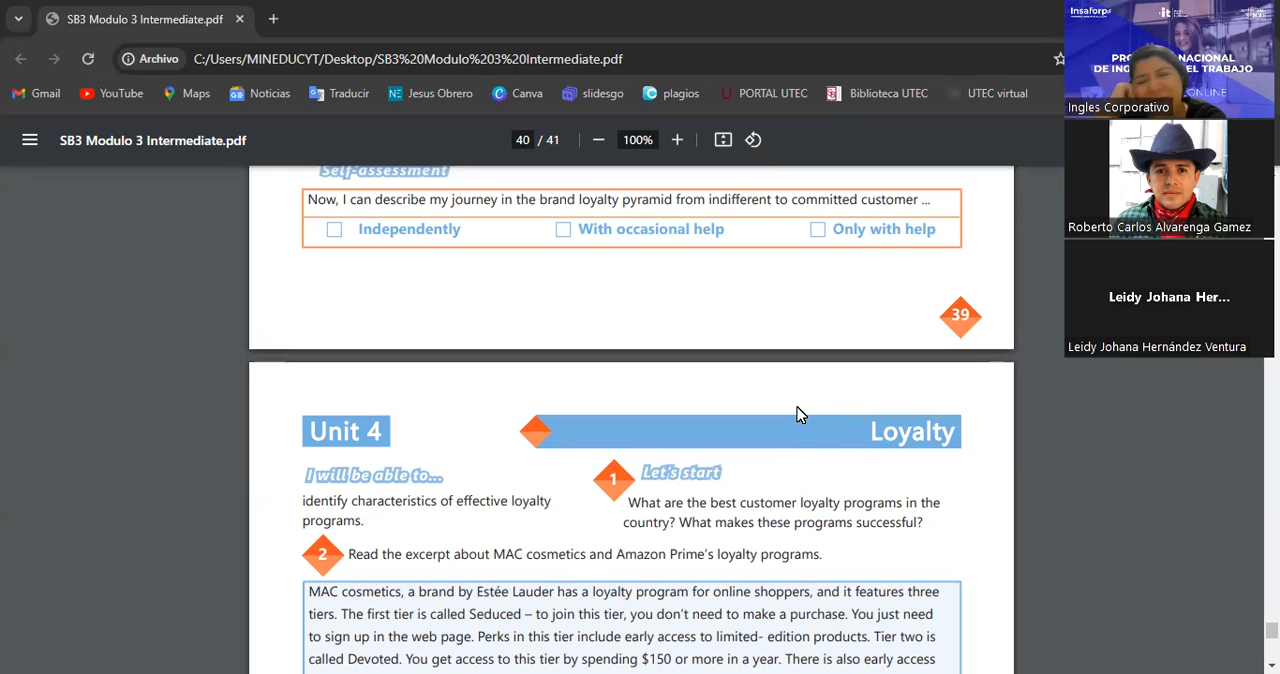 SB3 Modulo 3 Intermediate.pdf
Archivo C:/Users/MINEDUCYT/Desktop/SB3%20Modulo%203%20Intermediate.pdf
Gmail YouTube Maps Noticias Traducir Jesus Obrero Canva slidesgo plagios PORTAL UTEC Biblioteca UTEC UTEC virtual
SB3 Modulo 3 Intermediate.pdf 40 / 41 100%
Self-assessment
Now, I can describe my journey in the brand loyalty pyramid from indifferent to committed customer ...
Independently With occasional help Only with help
39
Unit 4 Loyalty
I will be able to...
identify characteristics of effective loyalty
programs.
1 Let's start
What are the best customer loyalty programs in the
country? What makes these programs successful?
2 Read the excerpt about MAC cosmetics and Amazon Prime's loyalty programs.
MAC cosmetics, a brand by Estée Lauder has a loyalty program for online shoppers, and it features three
tiers. The first tier is called Seduced – to join this tier, you don't need to make a purchase. You just need
to sign up in the web page. Perks in this tier include early access to limited- edition products. Tier two is
called Devoted. You get access to this tier by spending $150 or more in a year. There is also early access
Insaforp
it
NACIONAL
DE EL TRABAJO
ONLINE
Ingles Corporativo
Roberto Carlos Alvarenga Gamez
Leidy Johana Her...
Leidy Johana Hernández Ventura